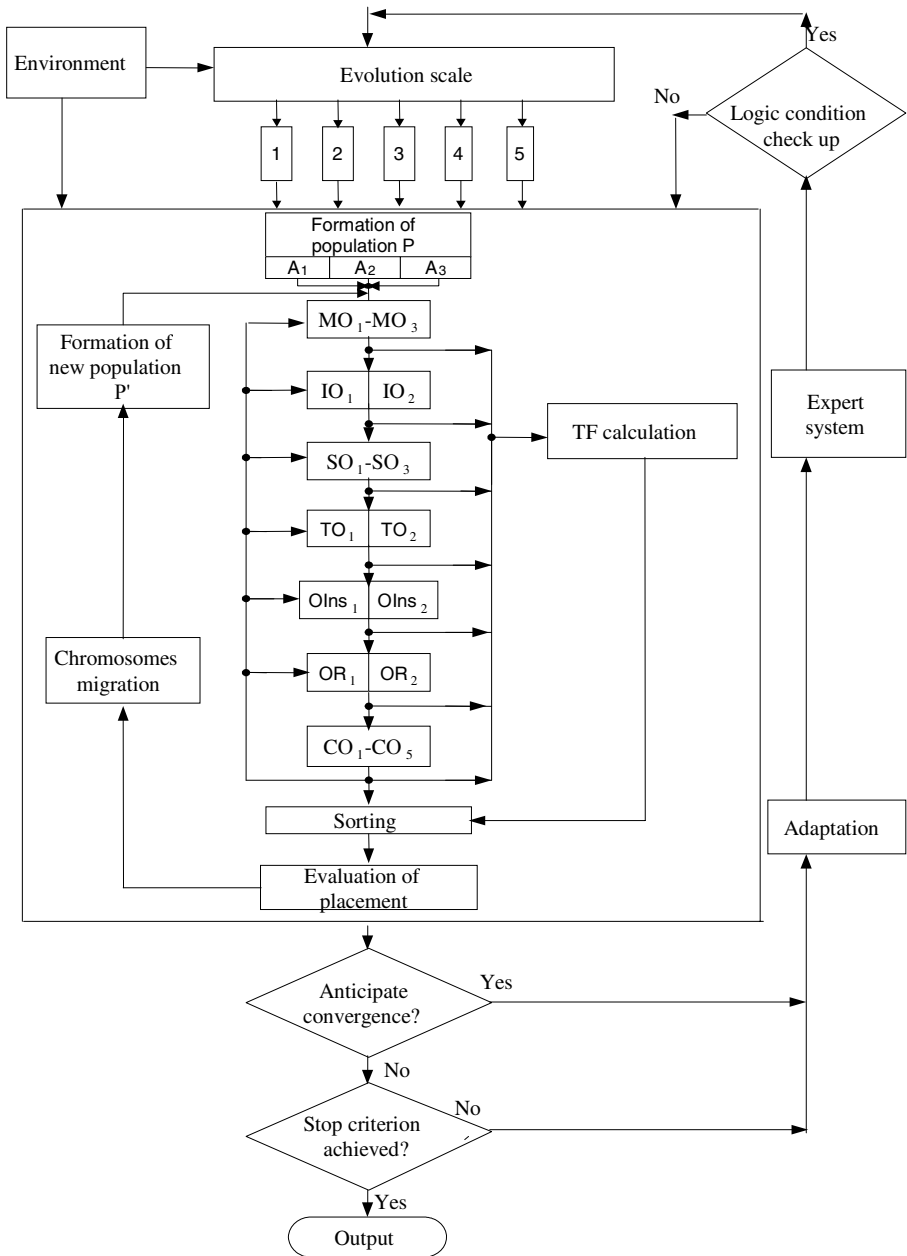 Yes
Environment
Evolution scale
No
Logic condition
check up
1 2 3 4 5
Formation of
population P
A1 A2 A3
MO1-MO3
Formation of
new population
P'
IO1 IO2
Expert
system
TF calculation
SO1-SO3
TO1 TO2
OIns1 OIns2
Chromosomes
migration
OR1 OR2
CO1-CO5
Sorting
Adaptation
Evaluation of
placement
Yes
Anticipate
convergence?
No
No
Stop criterion
achieved?
Yes
Output